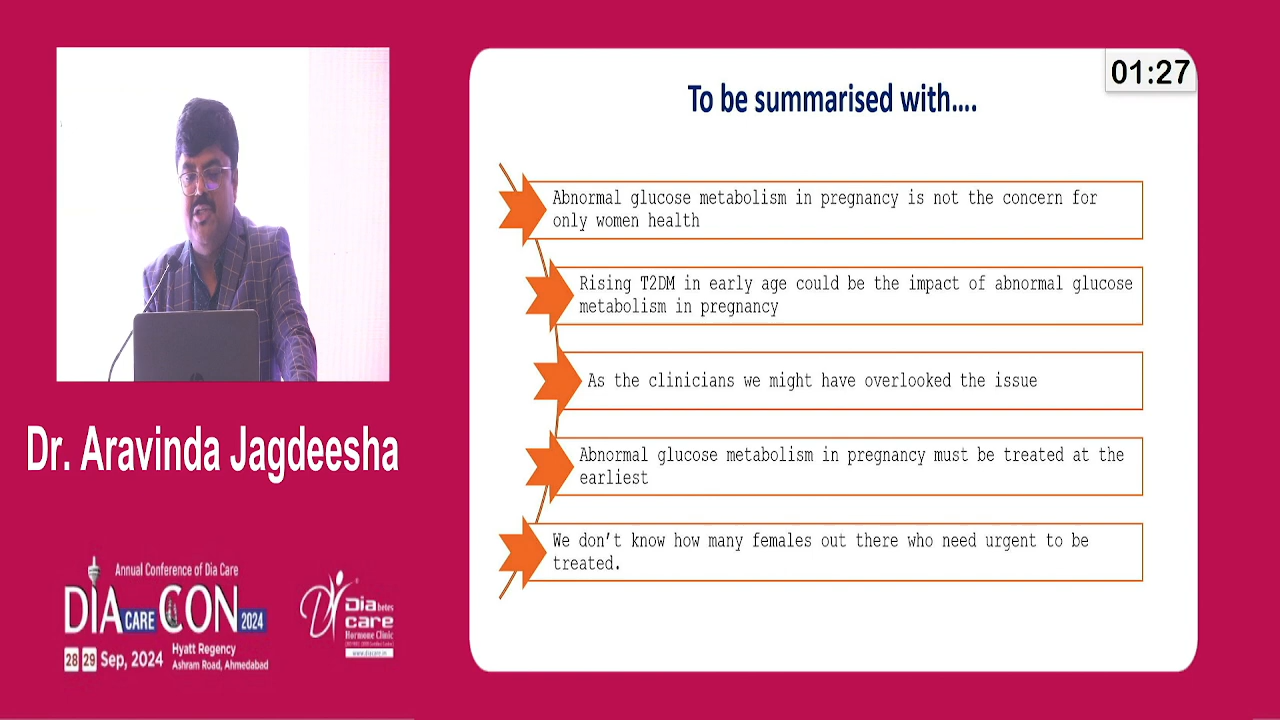 01:27
To be summarised with....
Abnormal glucose metabolism in pregnancy is not the concern for
only women health
Rising T2DM in early age could be the impact of abnormal glucose
metabolism in pregnancy
As the clinicians we might have overlooked the issue
Abnormal glucose metabolism in pregnancy must be treated at the
earliest
We don't know how many females out there who need urgent to be
treated.
Dr. Aravinda Jagdeesha
Annual Conference of Dia Care
DIA CARE CON 2024
28 29 Sep, 2024
Hyatt Regency
Ashram Road, Ahmedabad
Diabetes
care
Hormone Clinic
www.diacare.in